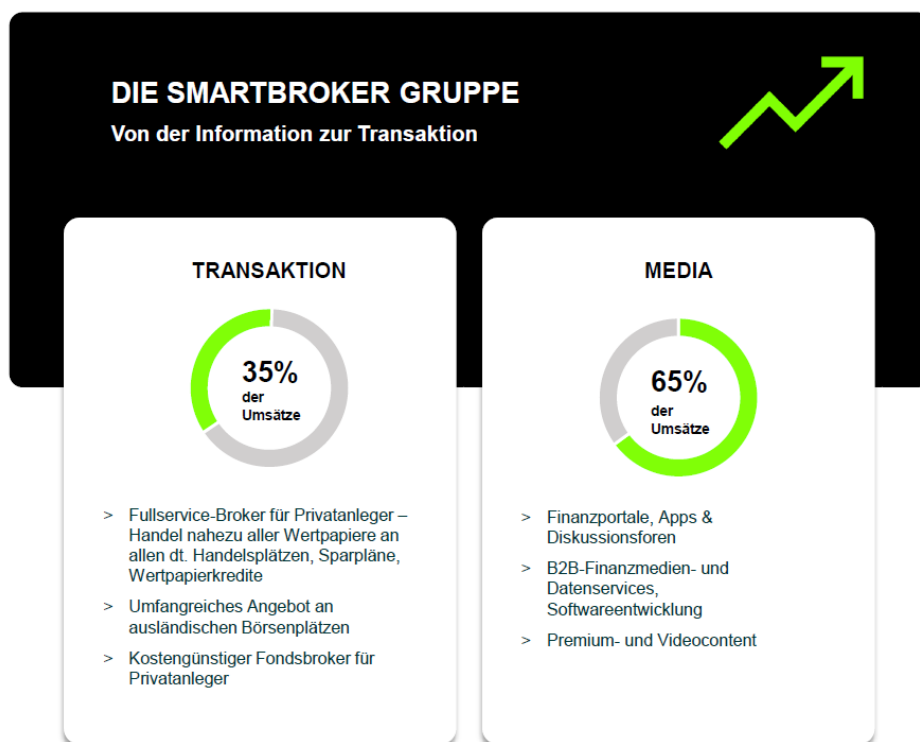 DIE SMARTBROKER GRUPPE
Von der Information zur Transaktion
TRANSAKTION
35%
der
Umsätze
> Fullservice-Broker für Privatanleger –
Handel nahezu aller Wertpapiere an
allen dt. Handelsplätzen, Sparpläne,
Wertpapierkredite
> Umfangreiches Angebot an
ausländischen Börsenplätzen
> Kostengünstiger Fondsbroker für
Privatanleger
MEDIA
65%
der
Umsätze
> Finanzportale, Apps &
Diskussionsforen
> B2B-Finanzmedien- und
Datenservices,
Softwareentwicklung
> Premium- und Videocontent